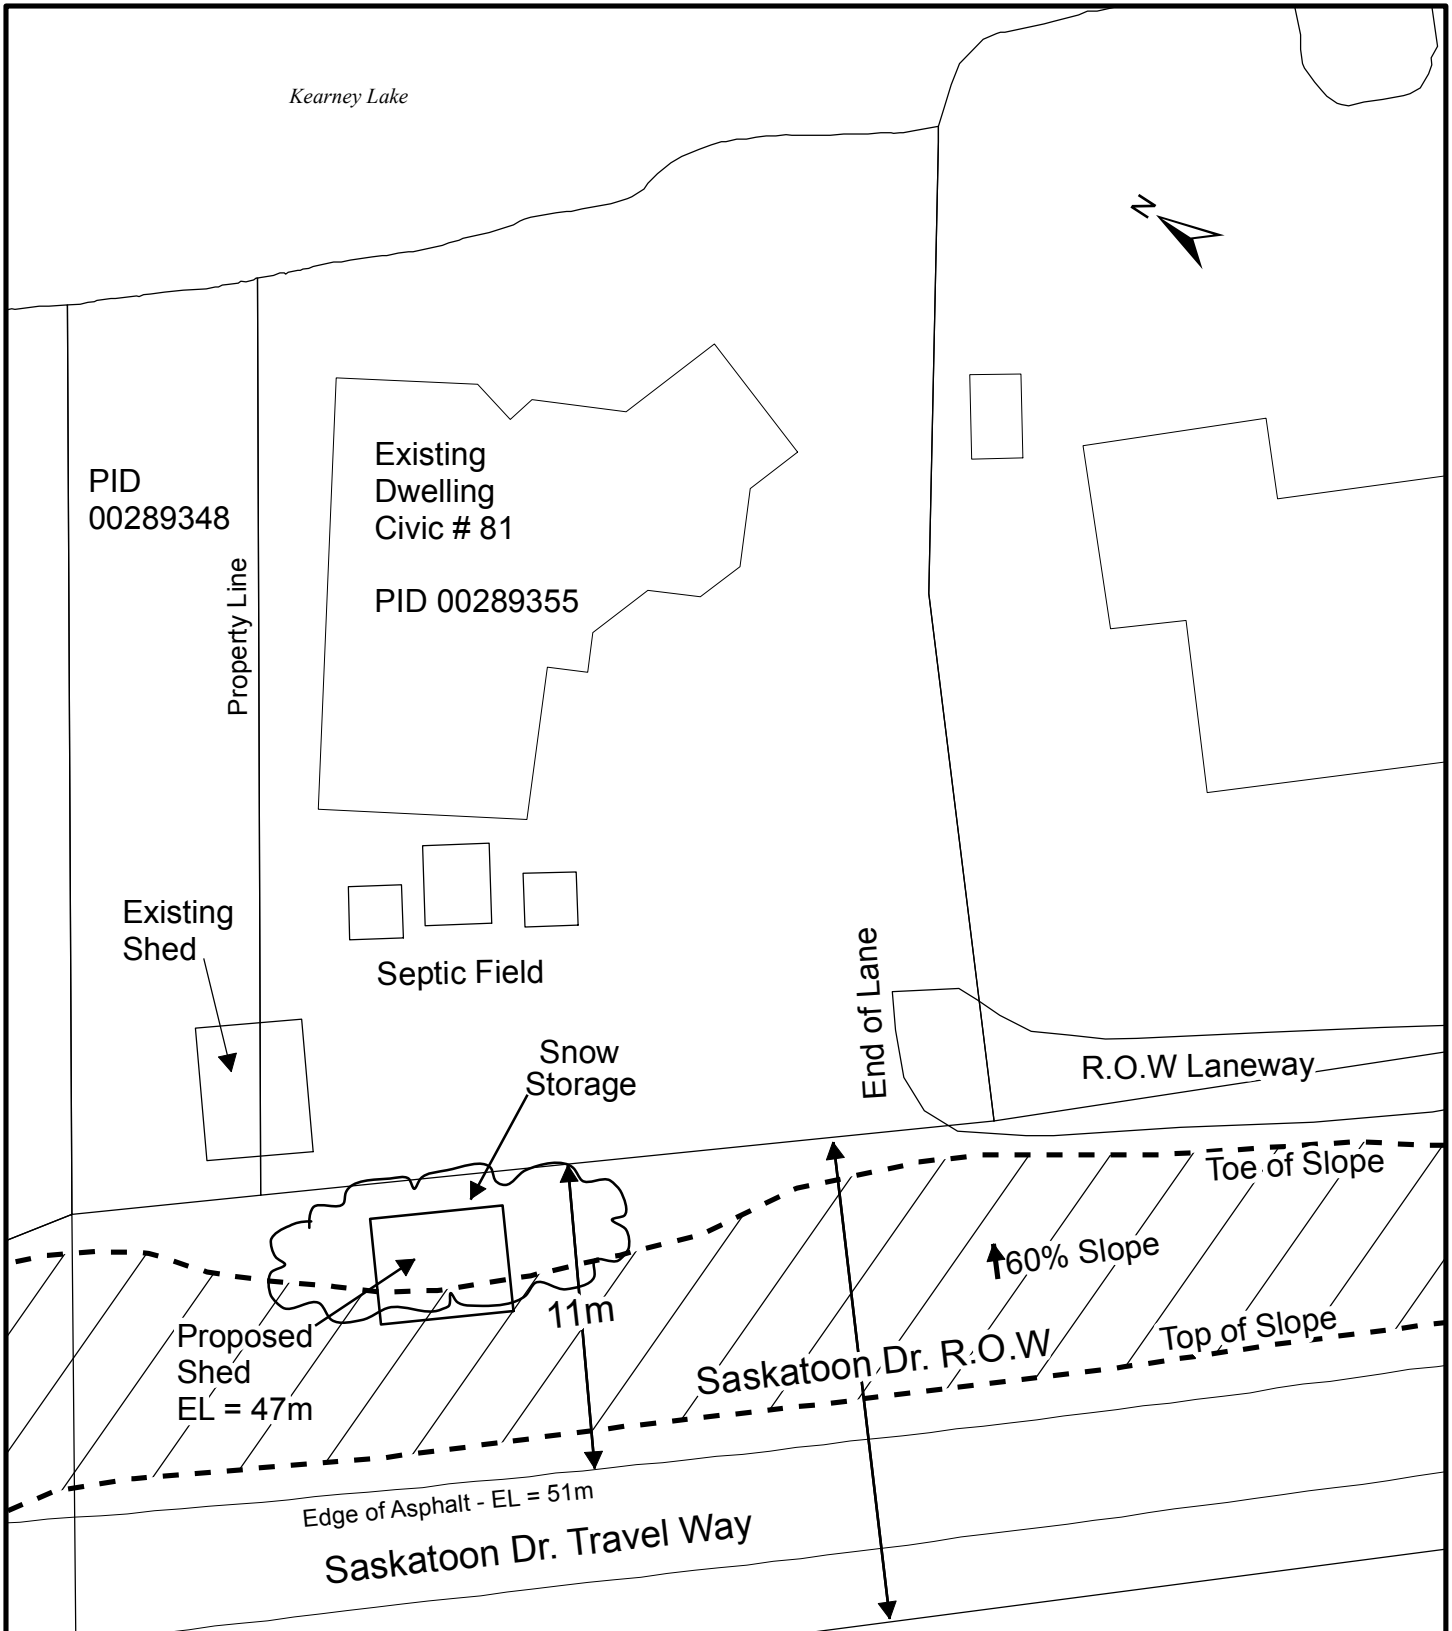 Kearney Lake
N
Existing
Dwelling
Civic # 81
PID 00289355
PID
00289348
Property Line
Existing
Shed
Septic Field
End of Lane
Snow
Storage
R.O.W Laneway
Toe of Slope
60% Slope
Top of Slope
11m
Proposed
Shed
EL = 47m
Saskatoon Dr. R.O.W
Edge of Asphalt - EL = 51m
Saskatoon Dr. Travel Way